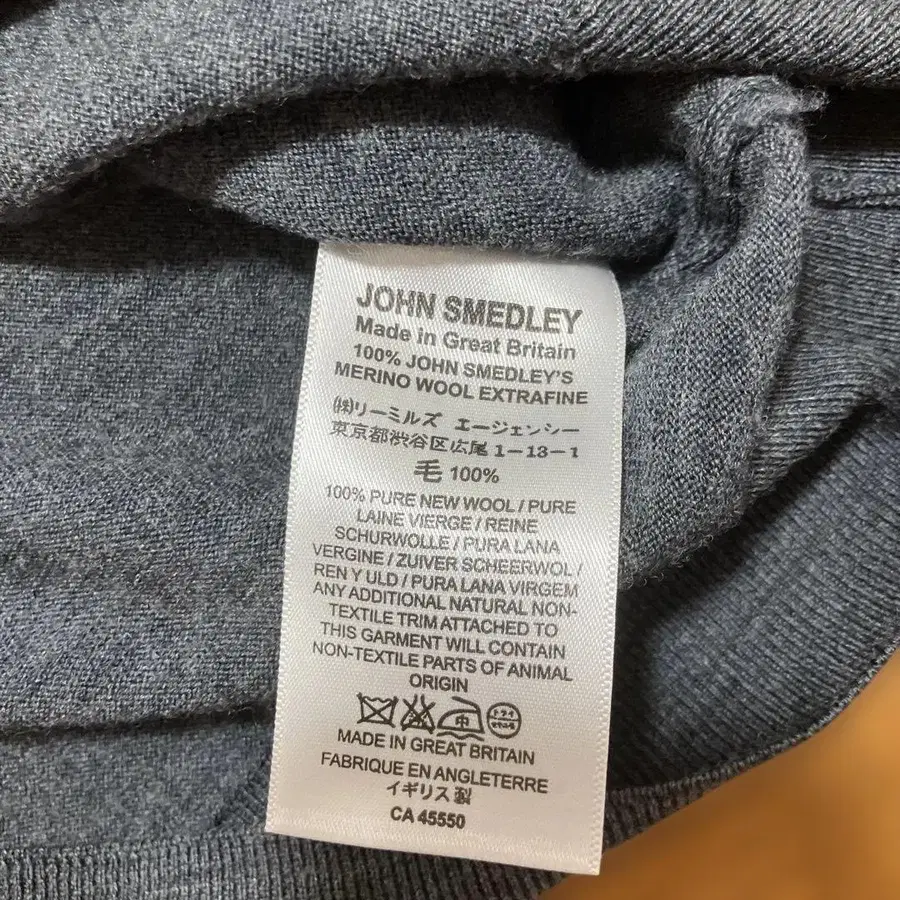 JOHN SMEDLEY
Made in Great Britain
100% JOHN SMEDLEY'S
MERINO WOOL EXTRAFINE
㈱リーミルズ エージェンシー
東京都渋谷区広尾1-13-1
毛 100%
100% PURE NEW WOOL / PURE
LAINE VIERGE / REINE
SCHURWOLLE / PURA LANA
VERGINE / ZUIVER SCHEERWOL /
REN Y ULD / PURA LANA VIRGEM
ANY ADDITIONAL NATURAL NON-
TEXTILE TRIM ATTACHED TO
THIS GARMENT WILL CONTAIN
NON-TEXTILE PARTS OF ANIMAL
ORIGIN
中
MADE IN GREAT BRITAIN
FABRIQUE EN ANGLETERRE
イギリス製
CA 45550